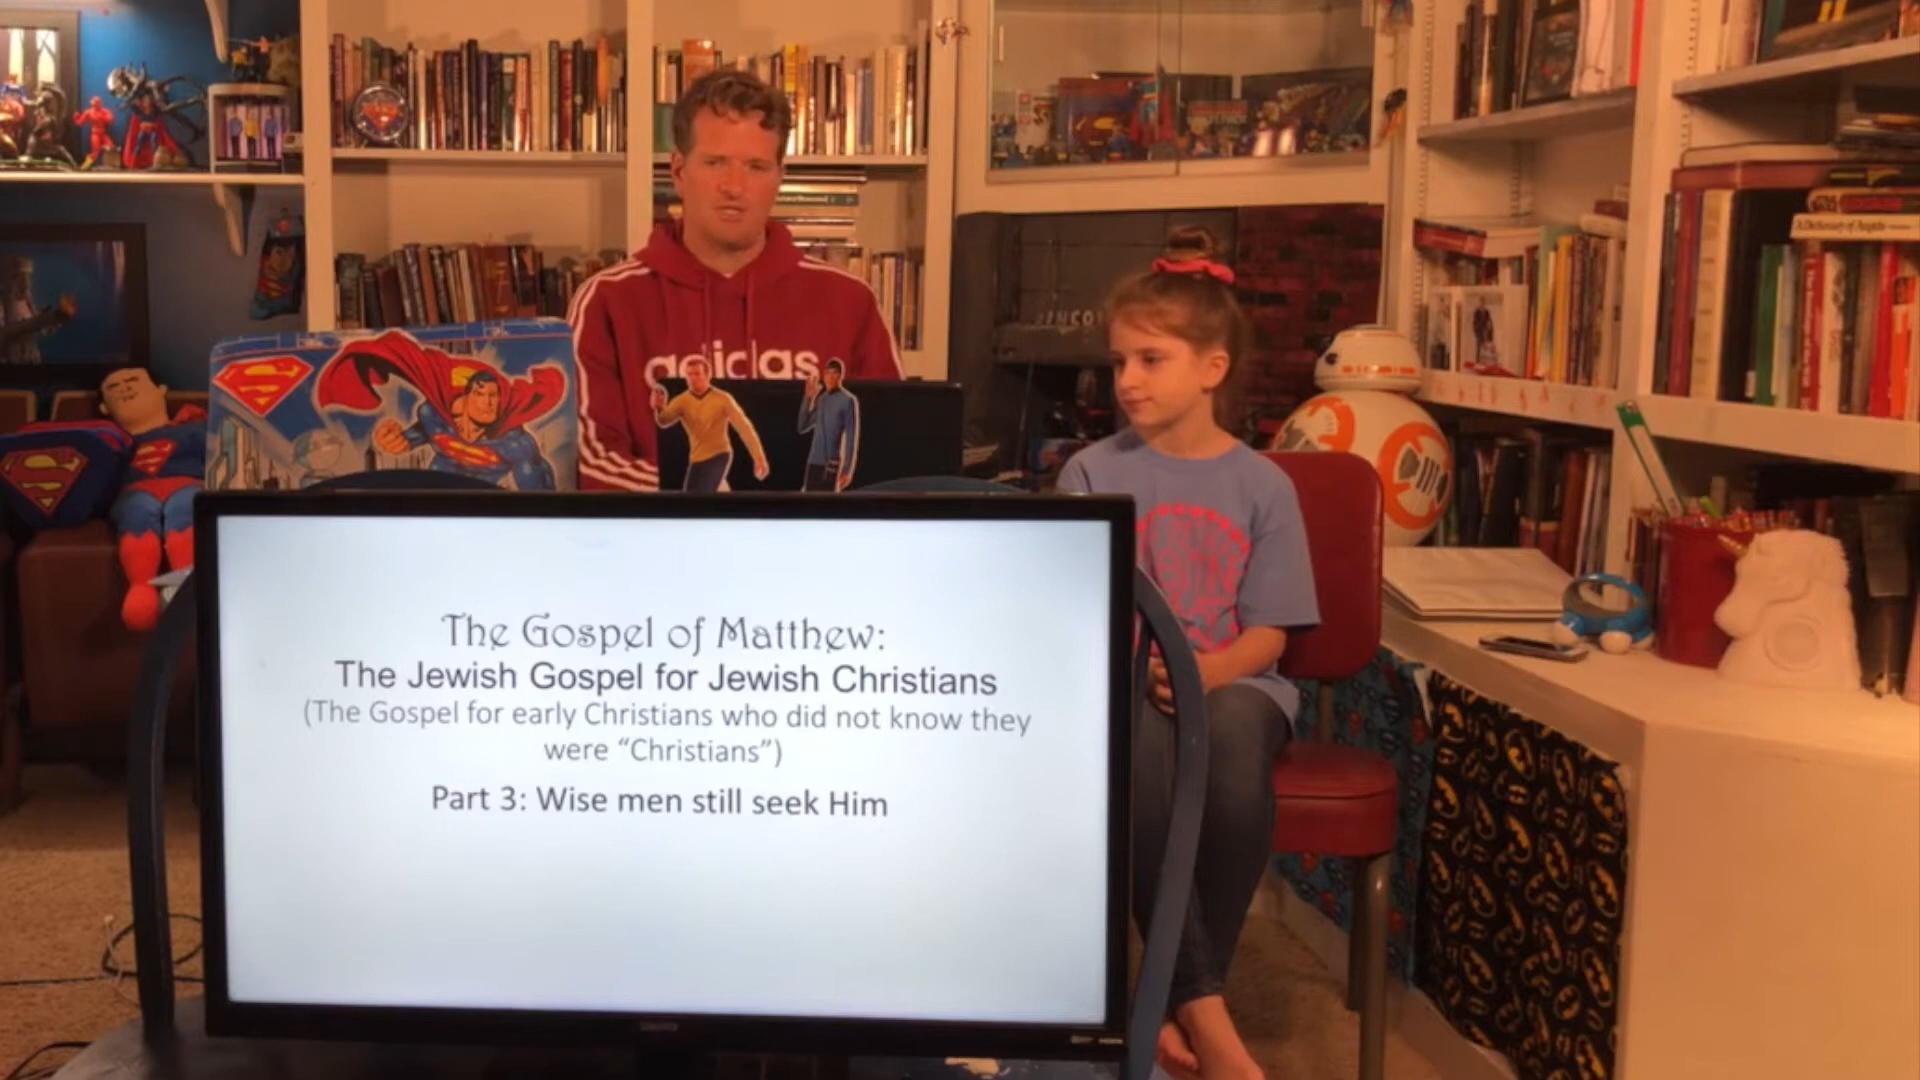 adidas
The Gospel of Matthew:
The Jewish Gospel for Jewish Christians
(The Gospel for early Christians who did not know they
were “Christians”)
Part 3: Wise men still seek Him